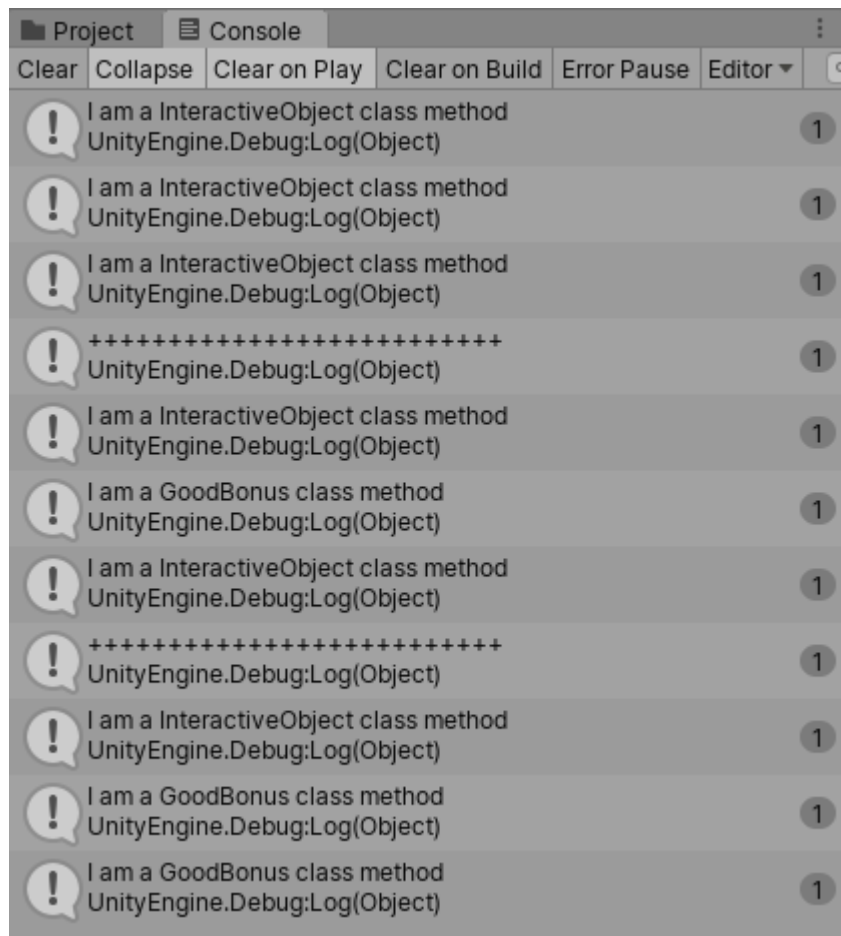 Project Console
Clear Collapse Clear on Play Clear on Build Error Pause Editor
I am a InteractiveObject class method
UnityEngine.Debug:Log(Object)
1
I am a InteractiveObject class method
UnityEngine.Debug:Log(Object)
1
I am a InteractiveObject class method
UnityEngine.Debug:Log(Object)
1
++++++++++++++++++++++++++
UnityEngine.Debug:Log(Object)
1
I am a InteractiveObject class method
UnityEngine.Debug:Log(Object)
1
I am a GoodBonus class method
UnityEngine.Debug:Log(Object)
1
I am a InteractiveObject class method
UnityEngine.Debug:Log(Object)
1
++++++++++++++++++++++++++
UnityEngine.Debug:Log(Object)
1
I am a InteractiveObject class method
UnityEngine.Debug:Log(Object)
1
I am a GoodBonus class method
UnityEngine.Debug:Log(Object)
1
I am a GoodBonus class method
UnityEngine.Debug:Log(Object)
1